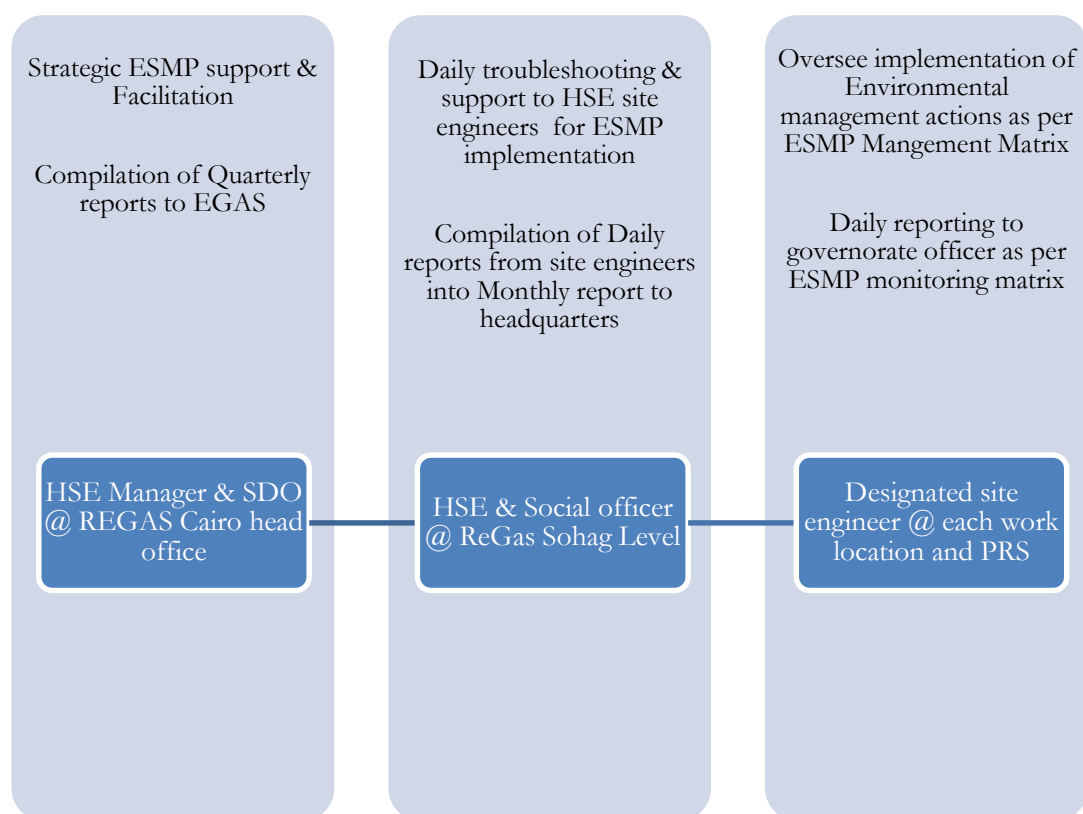 Strategic ESMP support &
Facilitation
Compilation of Quarterly
reports to EGAS
HSE Manager & SDO
@ REGAS Cairo head
office
Daily troubleshooting &
support to HSE site
engineers for ESMP
implementation
Compilation of Daily
reports from site engineers
into Monthly report to
headquarters
HSE & Social officer
@ ReGas Sohag Level
Oversee implementation of
Environmental
management actions as per
ESMP Mangement Matrix
Daily reporting to
governorate officer as per
ESMP monitoring matrix
Designated site
engineer @ each work
location and PRS